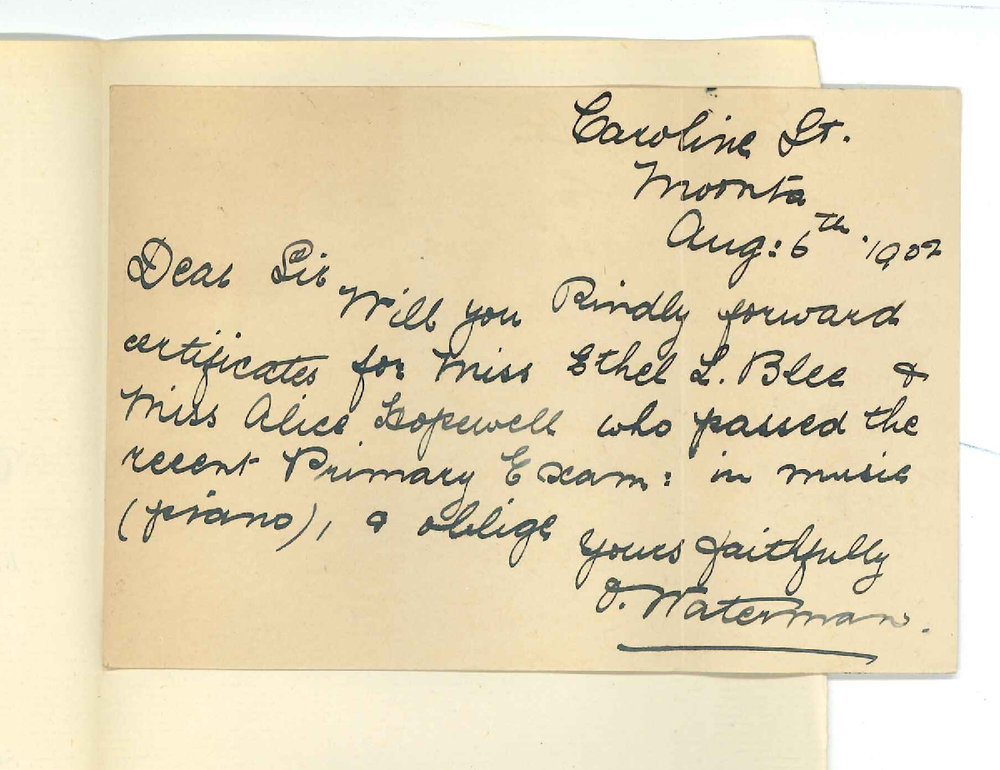 Caroline St.
Moonta
Aug: 6th 1902
Dear Sir
Will you Kindly forward
certificates for Miss Ethel L. Blee &
Miss Alice Hopewell who passed the
recent Primary Exam: in music
(piano), & oblige
Yours faithfully
J. Waterman.